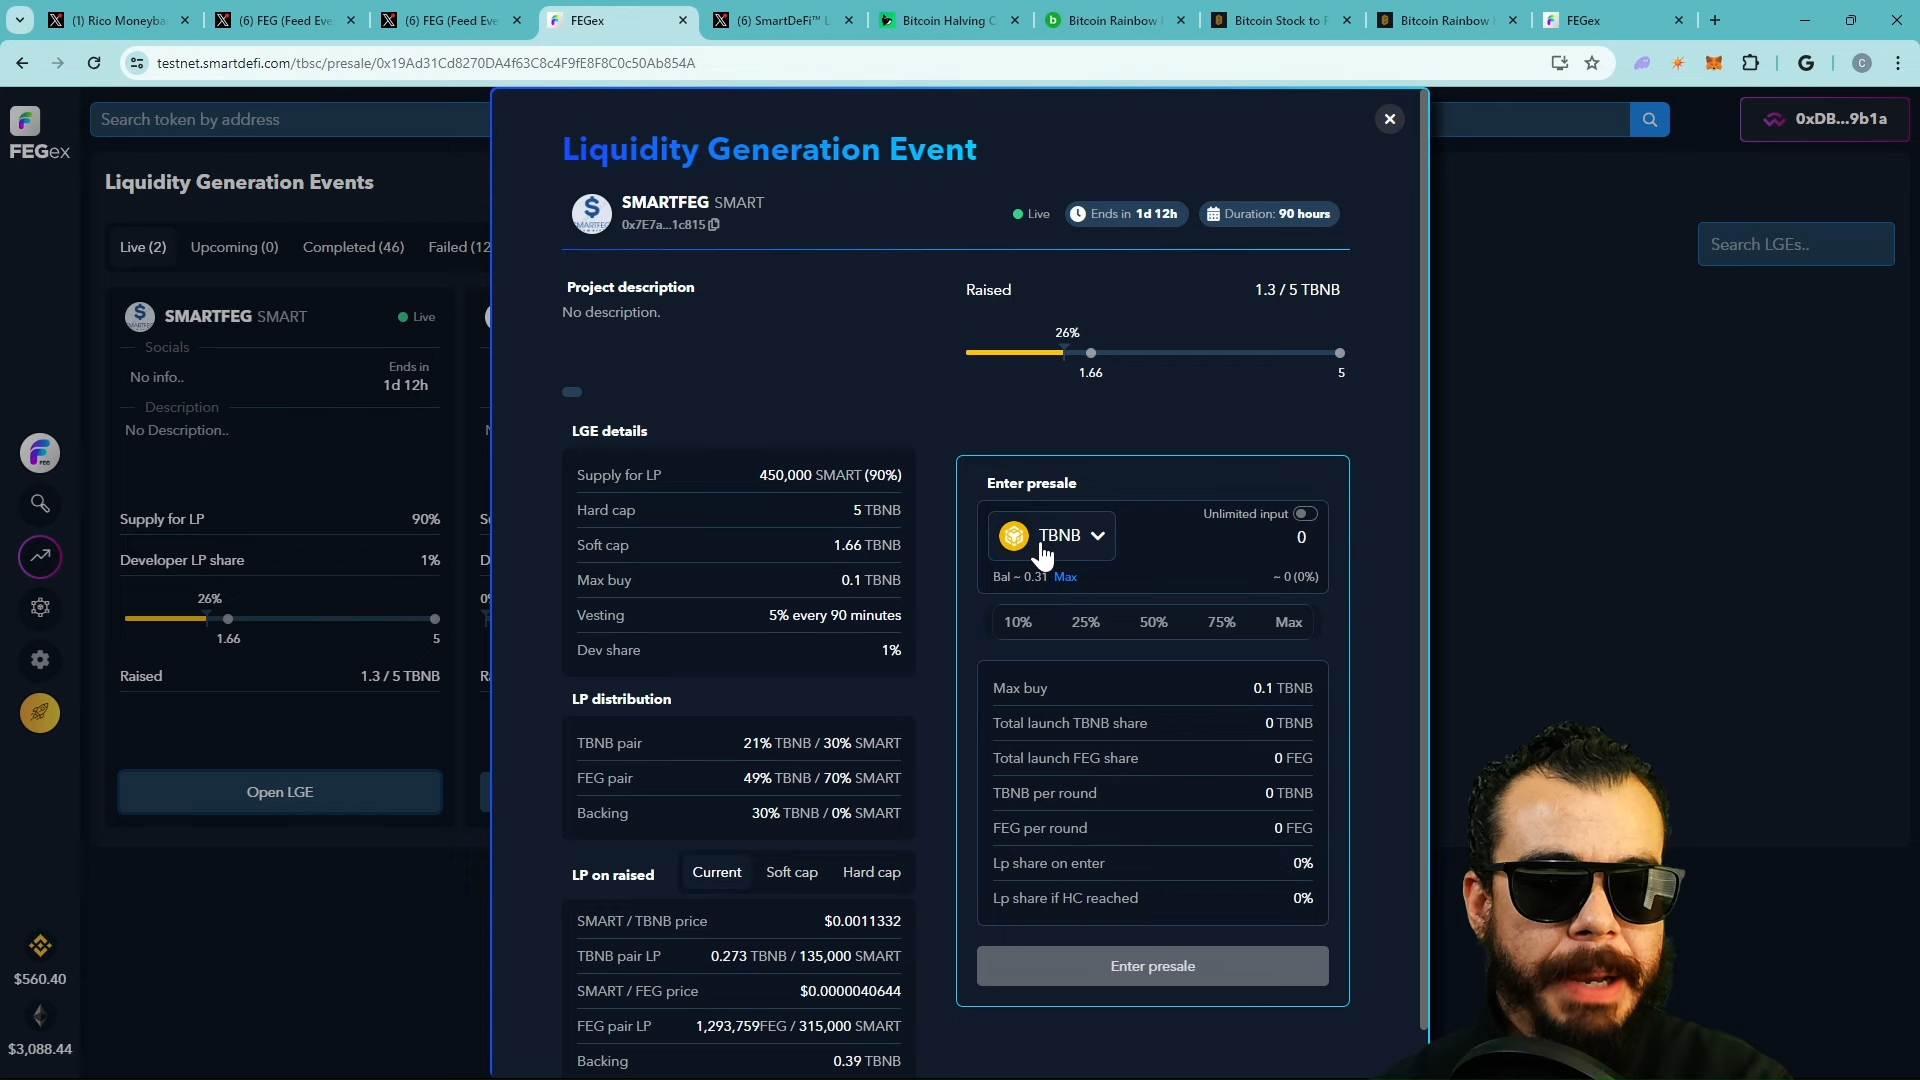 (1) Rico Moneyba
(6) FEG (Feed Eve
(6) FEG (Feed Eve
FEGex
(6) SmartDeFi™ L
Bitcoin Halving C
Bitcoin Rainbow
Bitcoin Stock to F
Bitcoin Rainbow
FEGex
testnet.smartdefi.com/tbsc/presale/0x19Ad31Cd8270DA4f63C8c4F9fE8F8C0c50Ab854A
FEGex
Search token by address
0xDB...9b1a
Liquidity Generation Events
Live (2) Upcoming (0) Completed (46) Failed (12
Search LGEs..
SMARTFEG SMART
Live
Socials
No info..
Ends in
1d 12h
Description
No Description..
Supply for LP 90%
Developer LP share 1%
26%
1.66 5
Raised 1.3 / 5 TBNB
Open LGE
FEG
$560.40
$3,088.44
Liquidity Generation Event
SMARTFEG SMART
0x7E7a...1c815
Live
Ends in 1d 12h
Duration: 90 hours
Project description
No description.
Raised 1.3 / 5 TBNB
26%
1.66 5
LGE details
Supply for LP 450,000 SMART (90%)
Hard cap 5 TBNB
Soft cap 1.66 TBNB
Max buy 0.1 TBNB
Vesting 5% every 90 minutes
Dev share 1%
LP distribution
TBNB pair 21% TBNB / 30% SMART
FEG pair 49% TBNB / 70% SMART
Backing 30% TBNB / 0% SMART
LP on raised Current Soft cap Hard cap
SMART / TBNB price $0.0011332
TBNB pair LP 0.273 TBNB / 135,000 SMART
SMART / FEG price $0.0000040644
FEG pair LP 1,293,759FEG / 315,000 SMART
Backing 0.39 TBNB
Enter presale
TBNB
Unlimited input
0
Bal ~ 0.31 Max ~ 0 (0%)
10% 25% 50% 75% Max
Max buy 0.1 TBNB
Total launch TBNB share 0 TBNB
Total launch FEG share 0 FEG
TBNB per round 0 TBNB
FEG per round 0 FEG
Lp share on enter 0%
Lp share if HC reached 0%
Enter presale